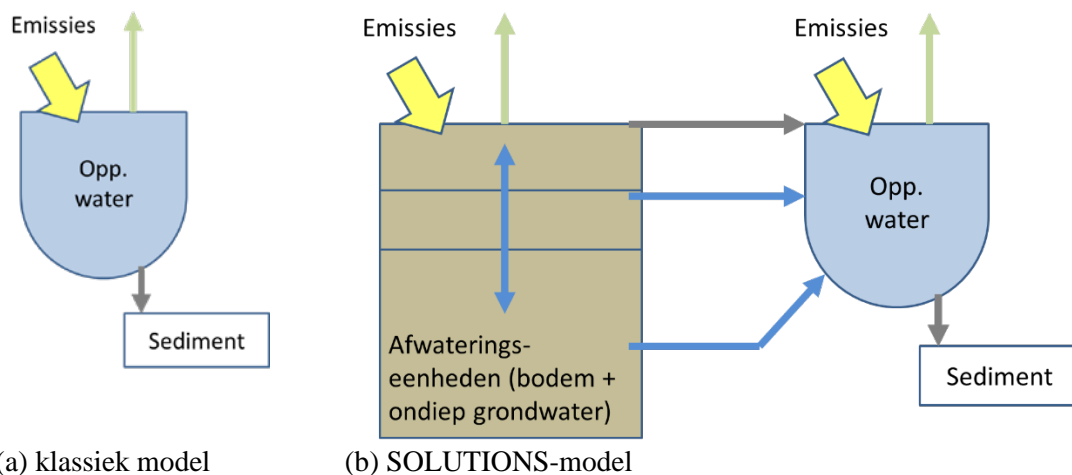 Emissies
Opp.
water
Sediment
Emissies
Afwaterings-
eenheden (bodem +
ondiep grondwater)
Emissies
Opp.
water
Sediment
(a) klassiek model
(b) SOLUTIONS-model